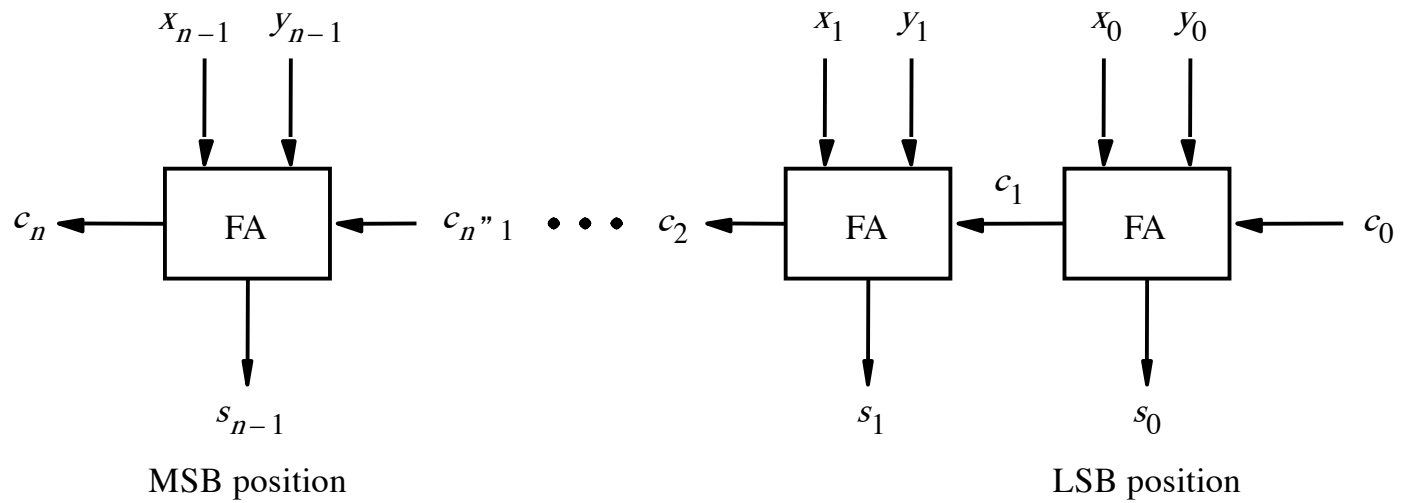 x_{n-1} y_{n-1} x_1 y_1 x_0 y_0
c_1
c_n FA c_{n”1} ••• c_2 FA FA c_0
s_{n-1} s_1 s_0
MSB position LSB position